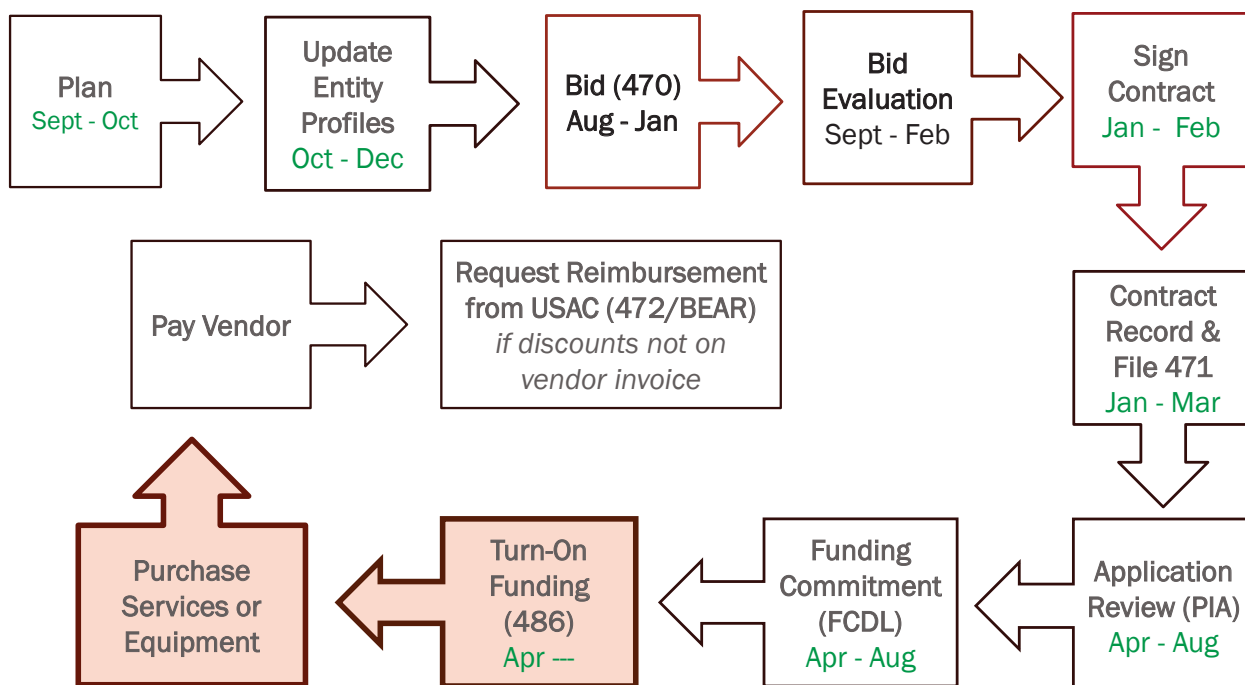 Plan
Sept - Oct
Update
Entity
Profiles
Oct - Dec
Bid (470)
Aug - Jan
Bid
Evaluation
Sept - Feb
Sign
Contract
Jan - Feb
Contract
Record &
File 471
Jan - Mar
Application
Review (PIA)
Apr - Aug
Funding
Commitment
(FCDL)
Apr - Aug
Turn-On
Funding
(486)
Apr ---
Purchase
Services or
Equipment
Pay Vendor
Request Reimbursement
from USAC (472/BEAR)
if discounts not on
vendor invoice